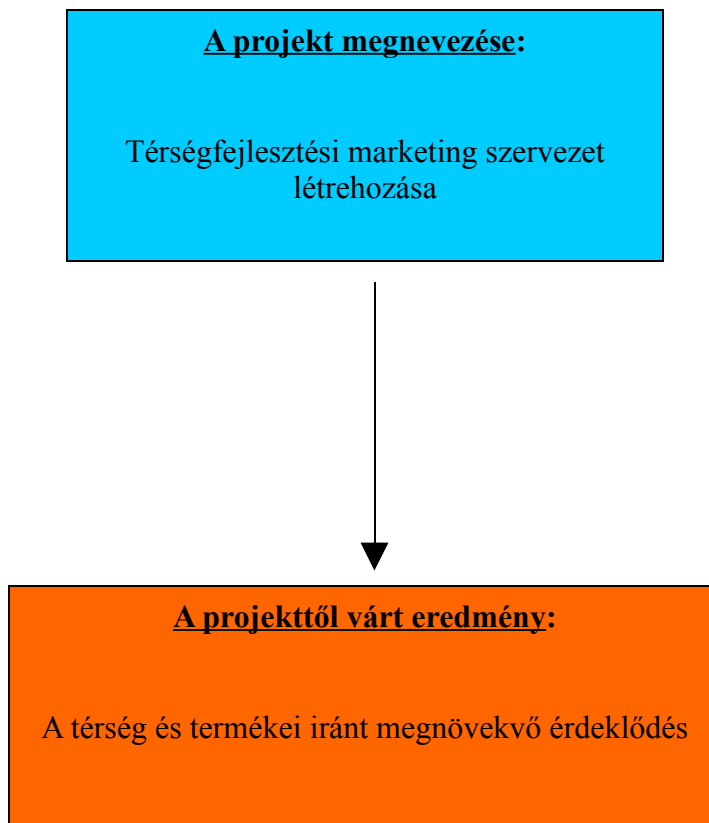 A projekt megnevezése:
Térségfejlesztési marketing szervezet
létrehozása
A projekttől várt eredmény:
A térség és termékei iránt megnövekvő érdeklődés